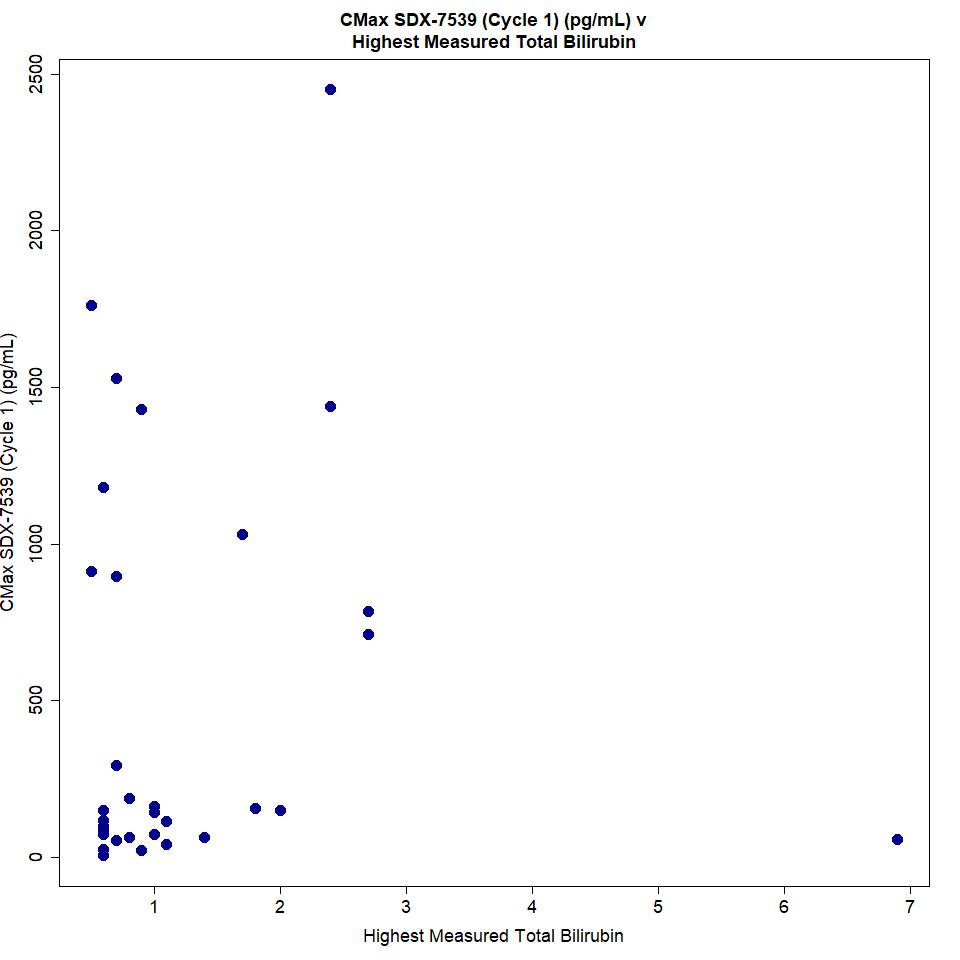 CMax SDX-7539 (Cycle 1) (pg/mL) v
Highest Measured Total Bilirubin
CMax SDX-7539 (Cycle 1) (pg/mL)
2500
2000
1500
1000
500
0
1 2 3 4 5 6 7
Highest Measured Total Bilirubin